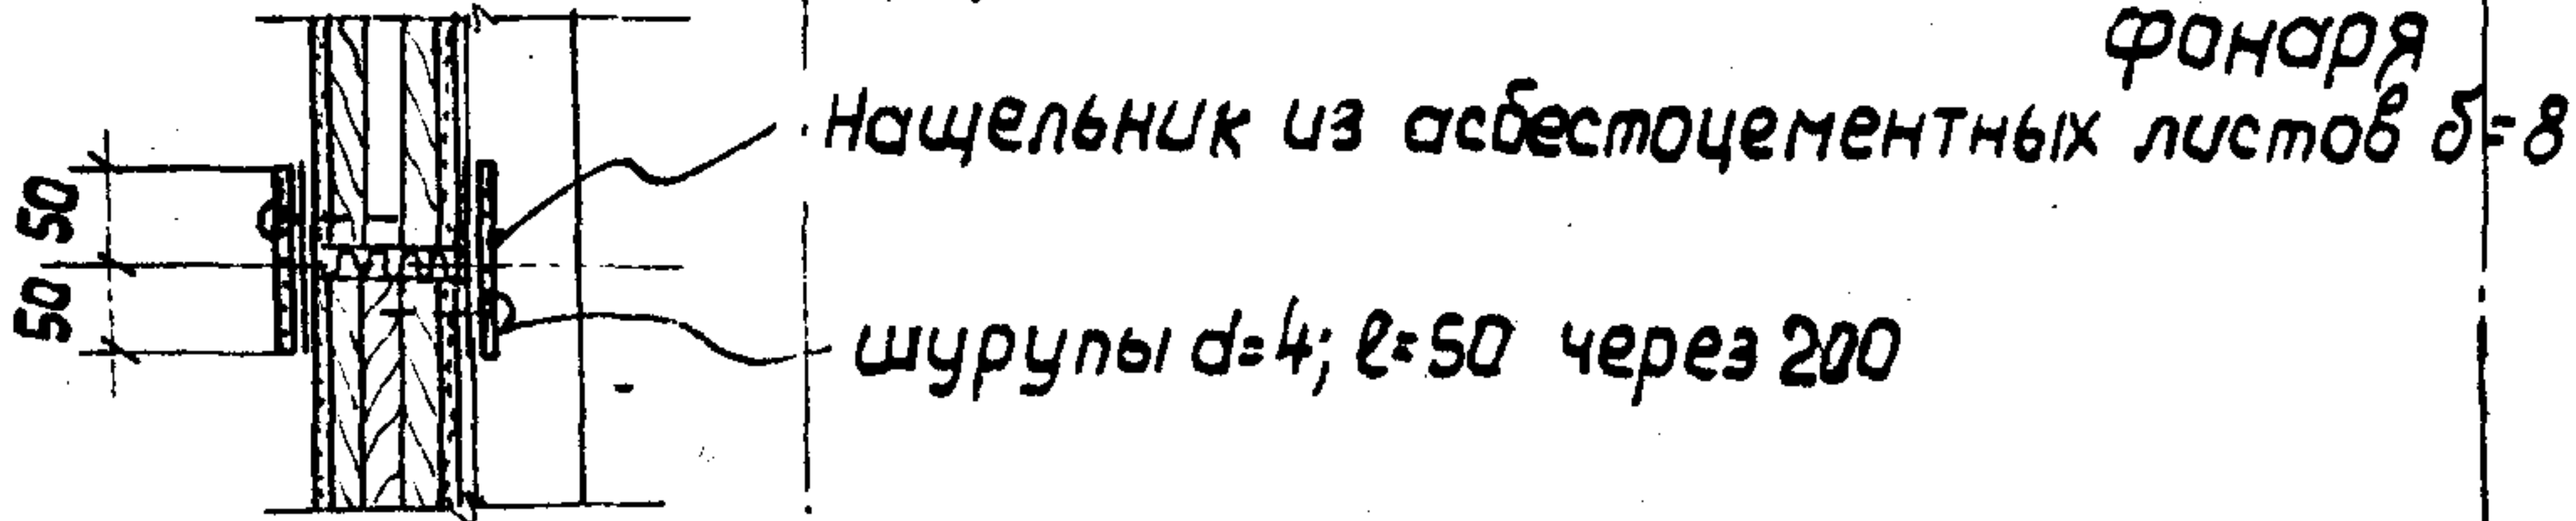 фонаря
Нащельник из асбестоцементных листов δ=8
шурупы d=4; ℓ=50 через 200
50
50